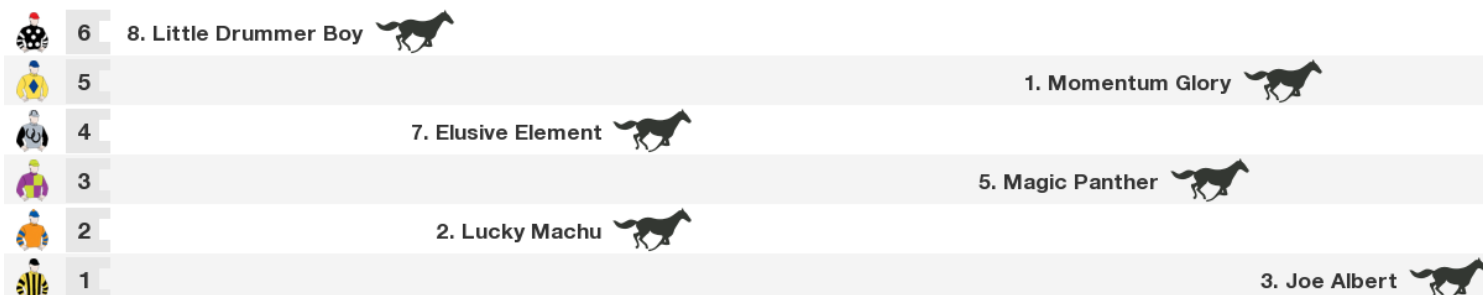 6 8. Little Drummer Boy
5 1. Momentum Glory
4 7. Elusive Element
3 5. Magic Panther
2 2. Lucky Machu
1 3. Joe Albert